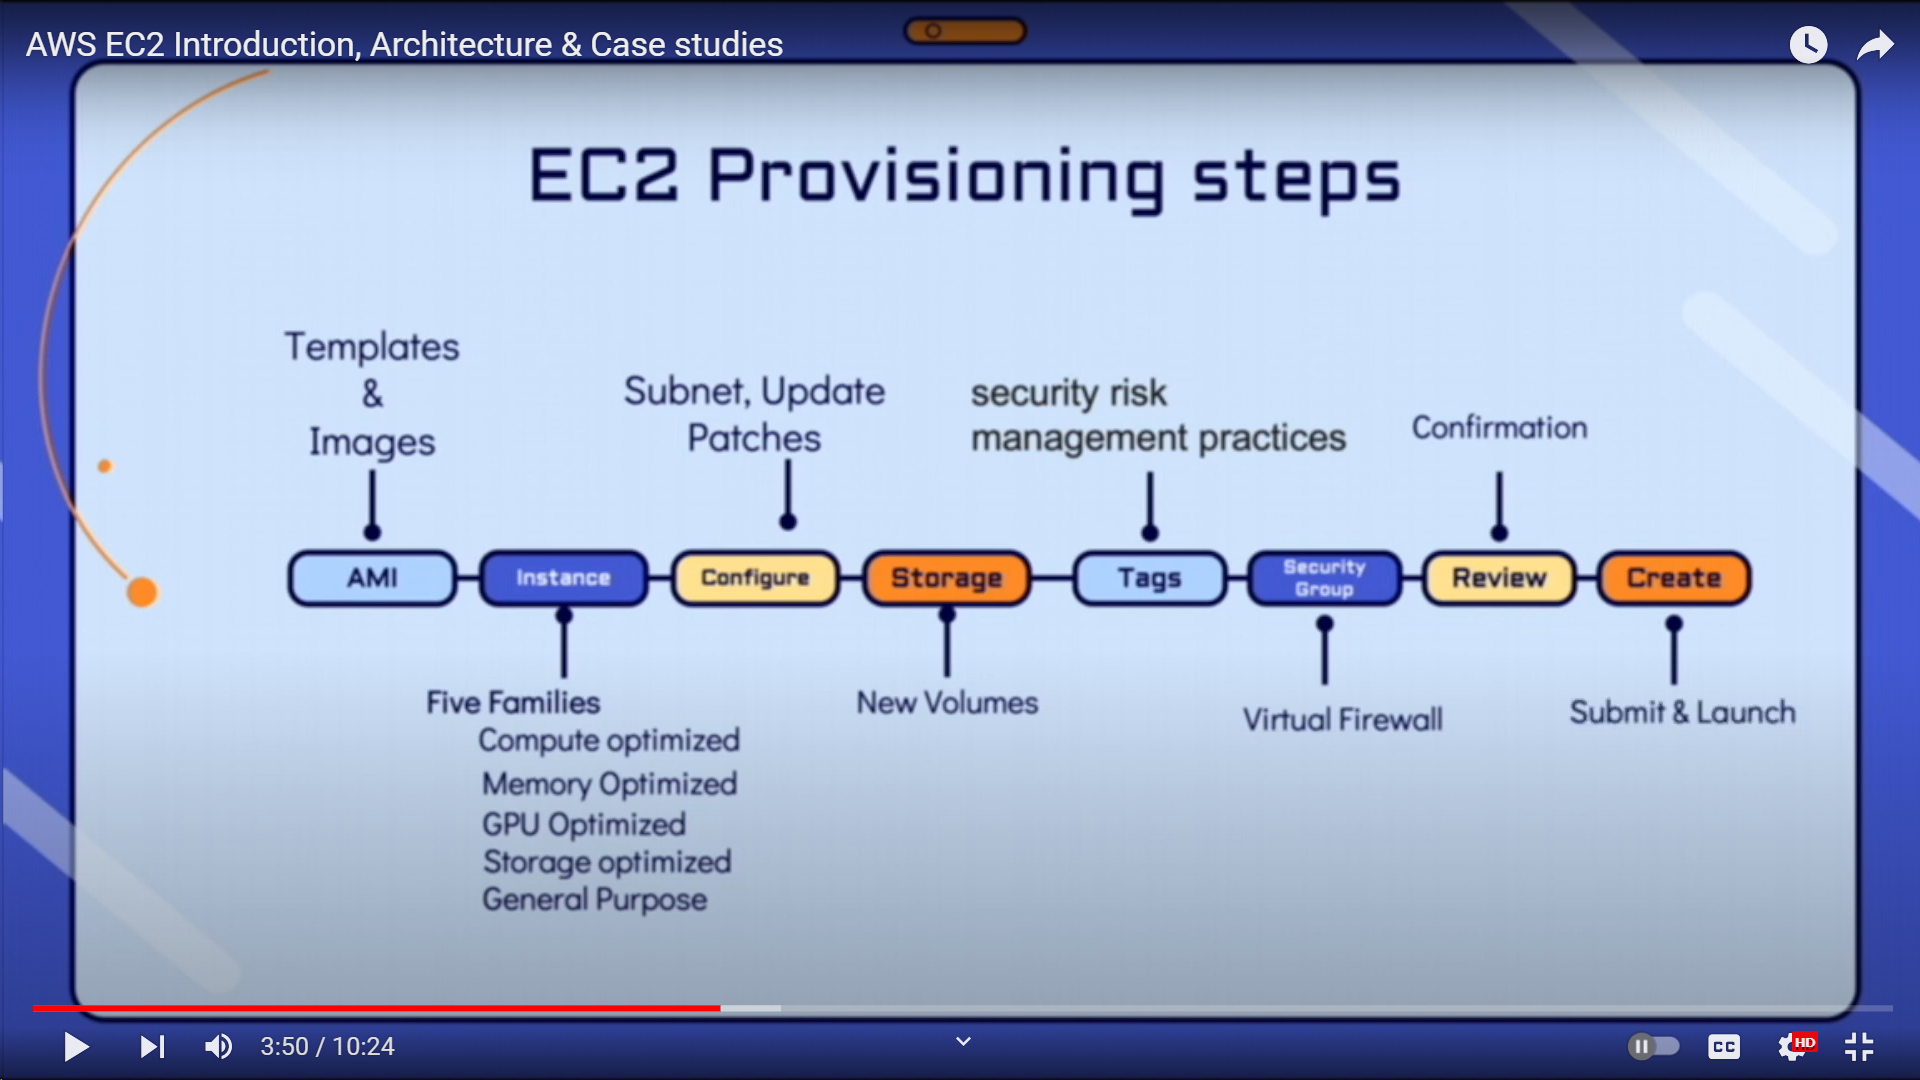 AWS EC2 Introduction, Architecture & Case studies
EC2 Provisioning steps
Templates
&
Images
Subnet, Update
Patches
security risk
management practices
Confirmation
AMI
Instance
Configure
Storage
Tags
Security
Group
Review
Create
Five Families
Compute optimized
Memory Optimized
GPU Optimized
Storage optimized
General Purpose
New Volumes
Virtual Firewall
Submit & Launch
3:50 / 10:24
CC
HD